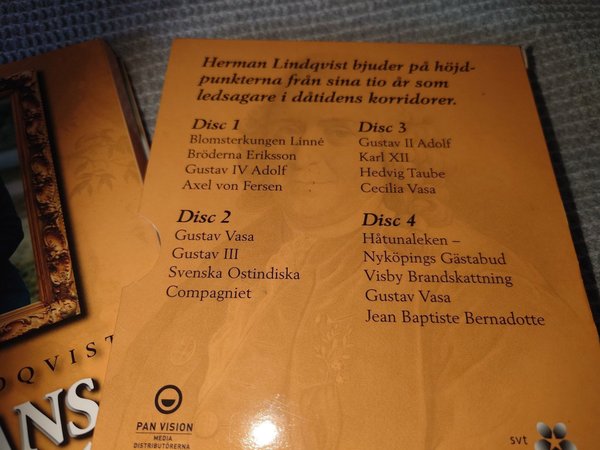 Herman Lindqvist bjuder på höjd-
punkterna från sina tio år som
ledsagare i dåtidens korridorer.
Disc 1
Blomsterkungen Linné
Bröderna Eriksson
Gustav IV Adolf
Axel von Fersen
Disc 2
Gustav Vasa
Gustav III
Svenska Ostindiska
Compagniet
Disc 3
Gustav II Adolf
Karl XII
Hedvig Taube
Cecilia Vasa
Disc 4
Håtunaleken –
Nyköpings Gästabud
Visby Brandskattning
Gustav Vasa
Jean Baptiste Bernadotte
PAN VISION
MEDIA
DISTRIBUTÖRERNA
svt